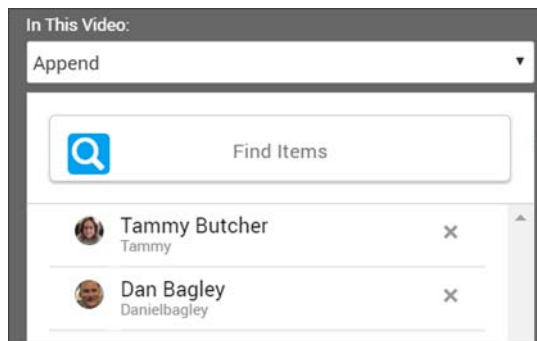 In This Video:
Append
Find Items
Tammy Butcher
Tammy
Dan Bagley
Danielbagley